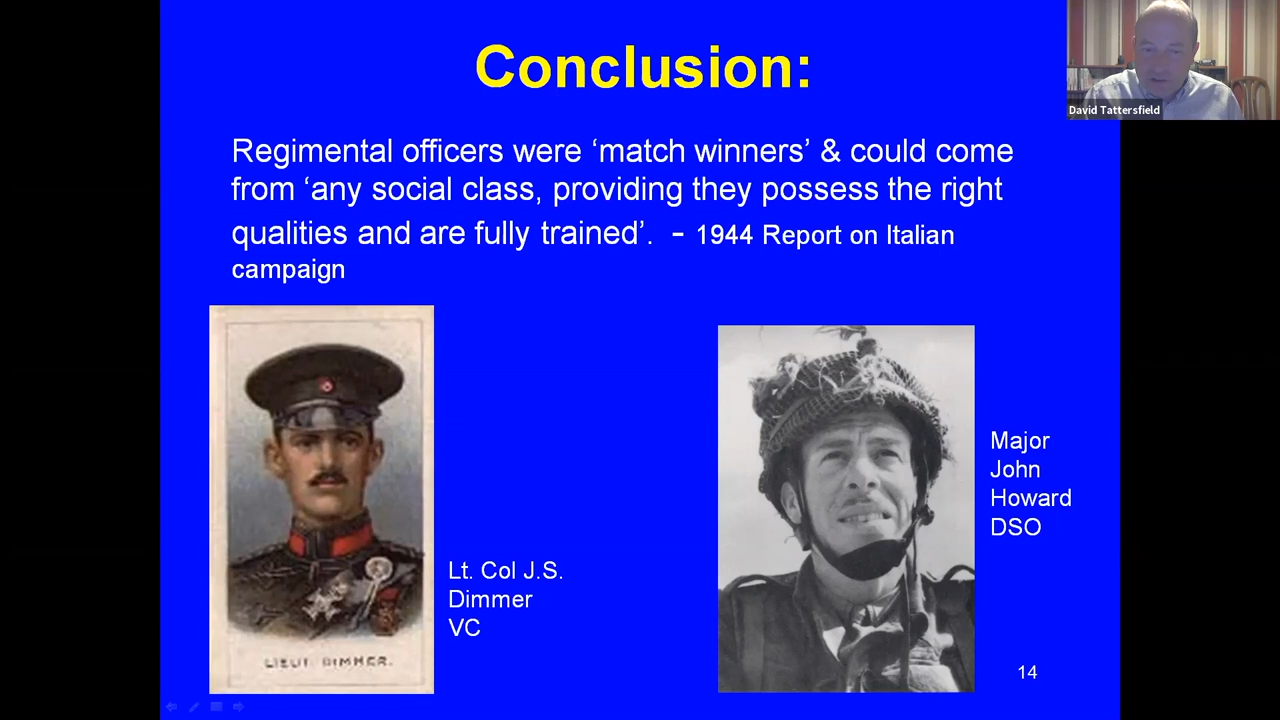 Conclusion:
David Tattersfield
Regimental officers were ‘match winners’ & could come
from ‘any social class, providing they possess the right
qualities and are fully trained’. - 1944 Report on Italian
campaign
Major
John
Howard
DSO
Lt. Col J.S.
Dimmer
VC
LIEUT DIMMER.
14